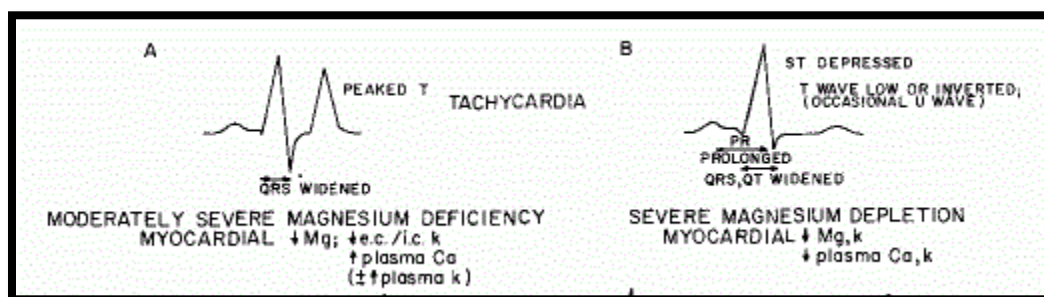 A
PEAKED T
TACHYCARDIA
QRS WIDENED
MODERATELY SEVERE MAGNESIUM DEFICIENCY
MYOCARDIAL ↓Mg; ↓e.c./i.c. k
↑plasma Ca
(±↑plasma k)
B
ST DEPRESSED
T WAVE LOW OR INVERTED;
(OCCASIONAL U WAVE)
PR
PROLONGED
QRS, QT WIDENED
SEVERE MAGNESIUM DEPLETION
MYOCARDIAL ↓Mg,k
↓plasma Ca,k